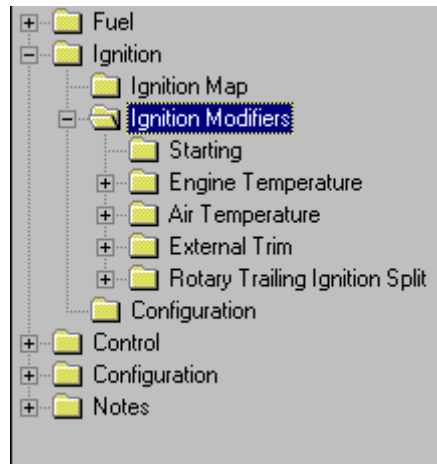 Fuel
Ignition
Ignition Map
Ignition Modifiers
Starting
Engine Temperature
Air Temperature
External Trim
Rotary Trailing Ignition Split
Configuration
Control
Configuration
Notes